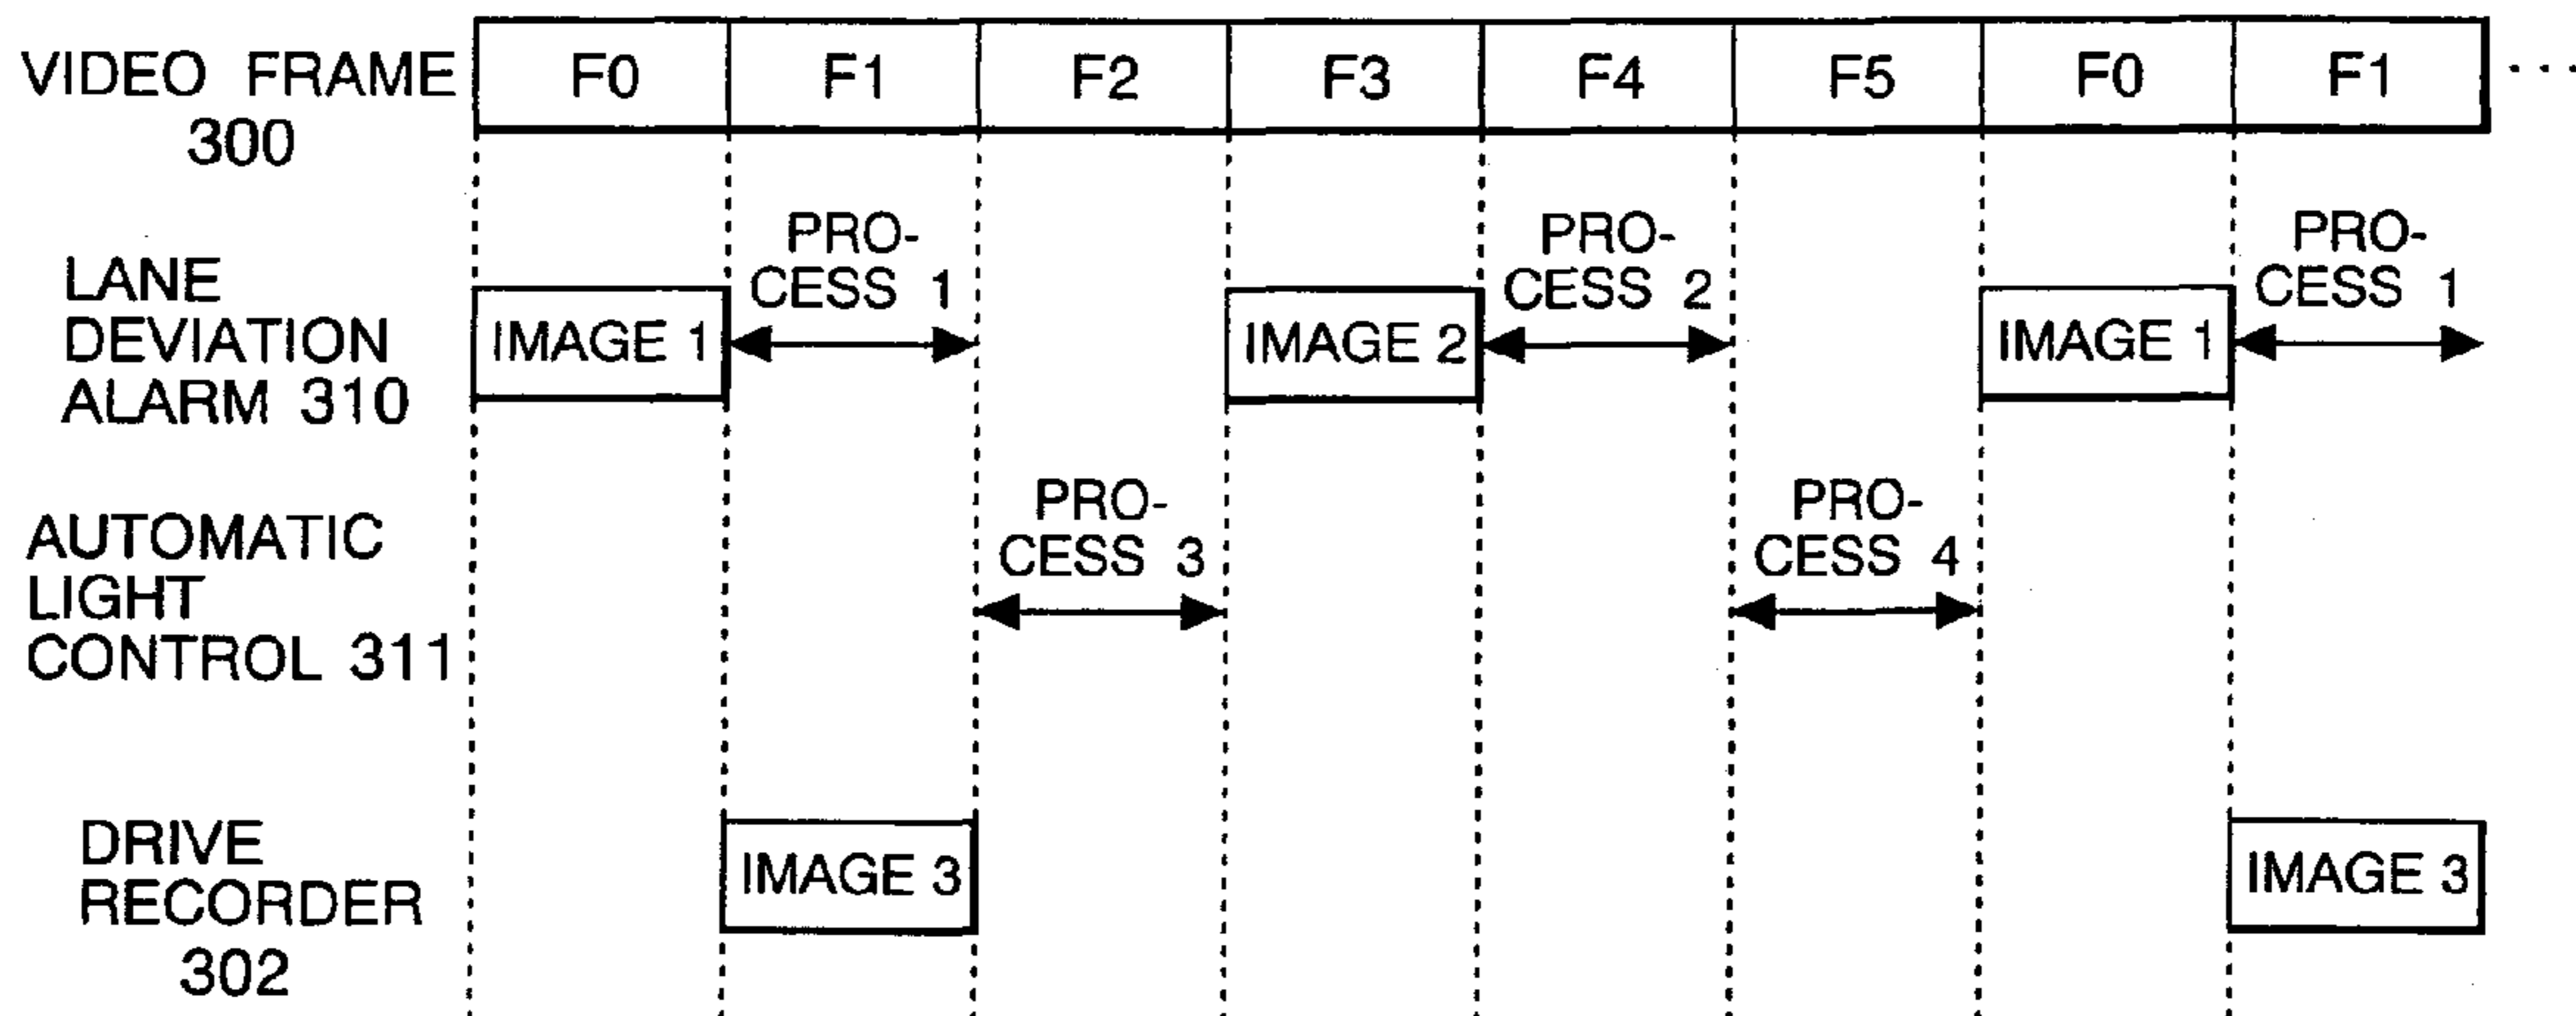 VIDEO FRAME 300
F0 F1 F2 F3 F4 F5 F0 F1 ...
LANE
DEVIATION
ALARM 310
IMAGE 1
PRO-
CESS 1
IMAGE 2
PRO-
CESS 2
IMAGE 1
PRO-
CESS 1
AUTOMATIC
LIGHT
CONTROL 311
PRO-
CESS 3
PRO-
CESS 4
DRIVE
RECORDER
302
IMAGE 3
IMAGE 3